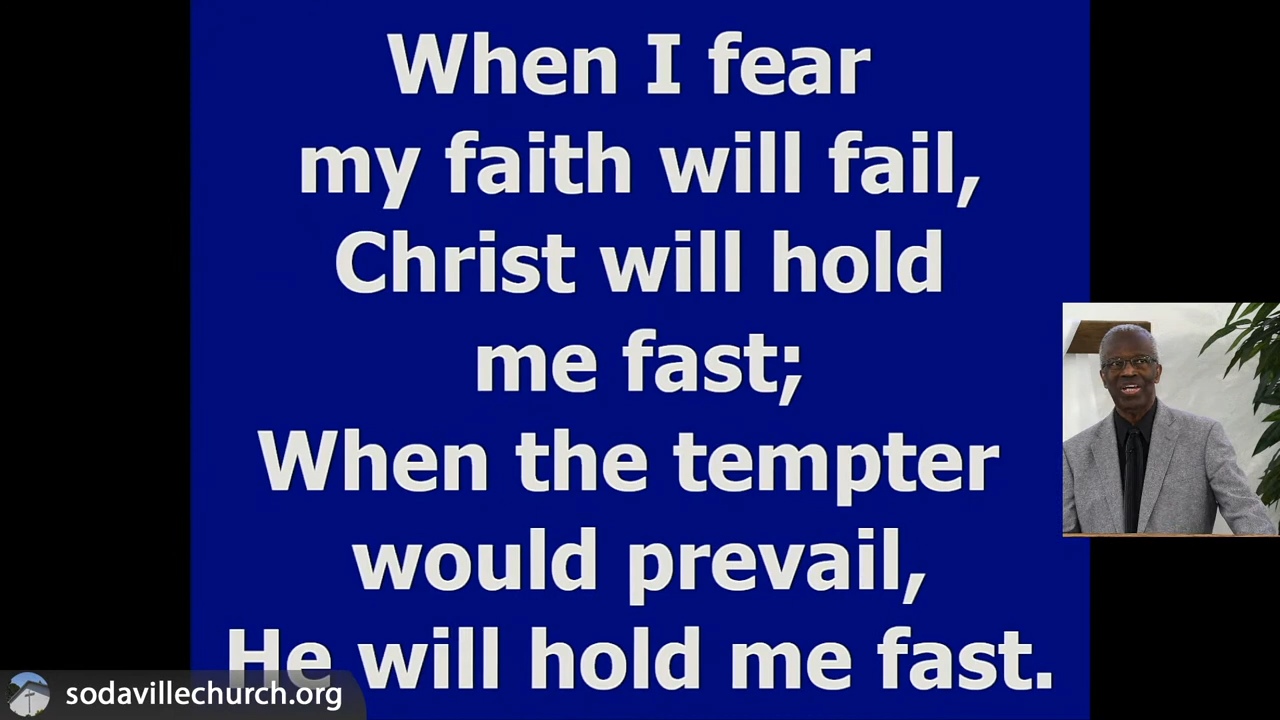 When I fear
my faith will fail,
Christ will hold
me fast;
When the tempter
would prevail,
He will hold me fast.
sodavillechurch.org